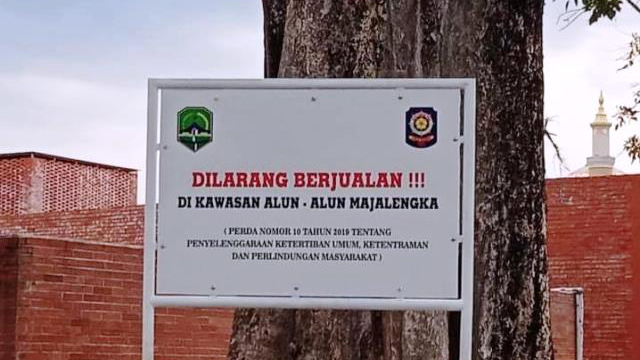 DILARANG BERJUALAN !!!
DI KAWASAN ALUN - ALUN MAJALENGKA
( PERDA NOMOR 10 TAHUN 2019 TENTANG
PENYELENGGARAAN KETERTIBAN UMUM, KETENTRAMAN
DAN PERLINDUNGAN MASYARAKAT )